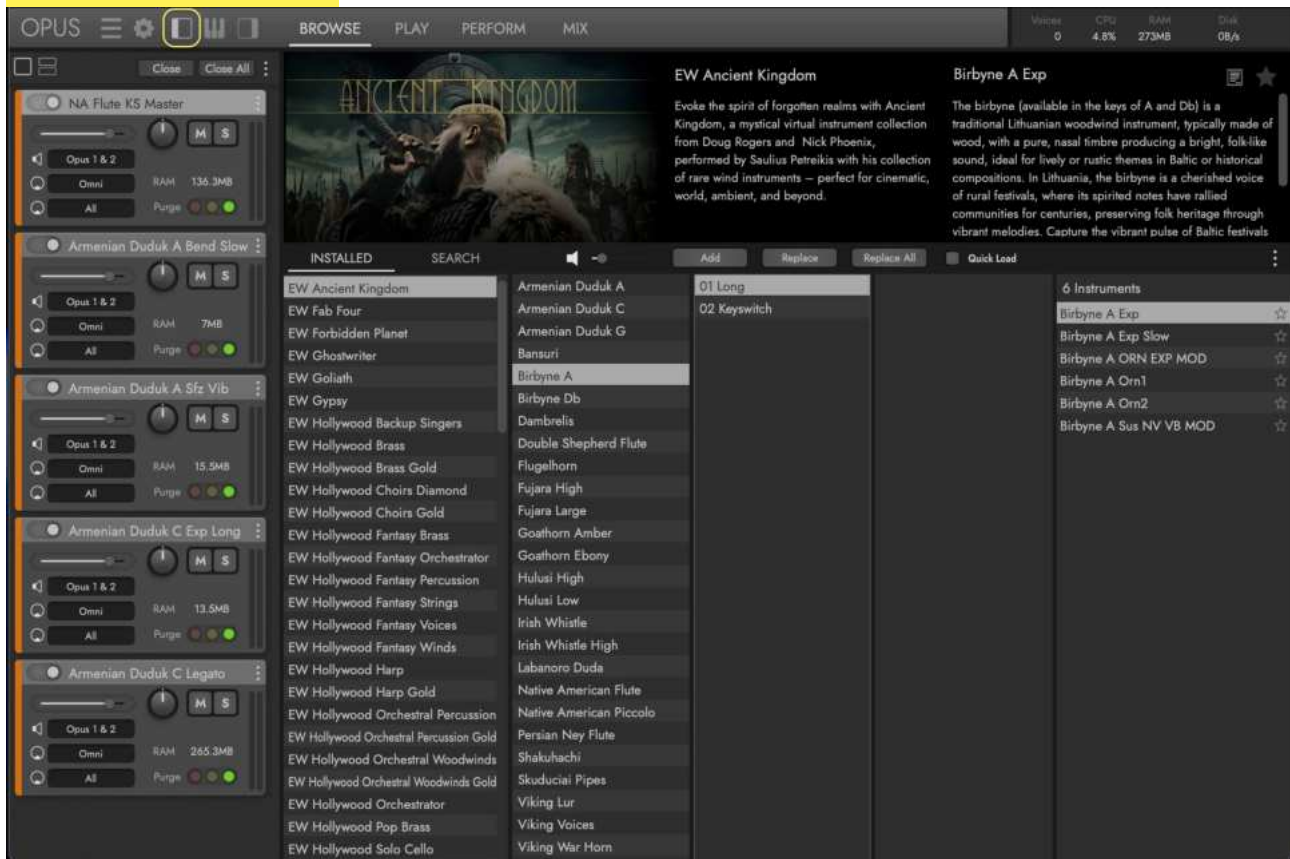 OPUS
BROWSE PLAY PERFORM MIX
Voices CPU RAM Disk
0 4.8% 273MB 0B/s
Close Close All
NA Flute KS Master
M S
Opus 1 & 2
Omni RAM 136.3MB
All Purge
Armenian Duduk A Bend Slow
M S
Opus 1 & 2
Omni RAM 7MB
All Purge
Armenian Duduk A Sfz Vib
M S
Opus 1 & 2
Omni RAM 15.5MB
All Purge
Armenian Duduk C Exp Long
M S
Opus 1 & 2
Omni RAM 13.5MB
All Purge
Armenian Duduk C Legato
M S
Opus 1 & 2
Omni RAM 265.3MB
All Purge
ANCIENT KINGDOM
EW Ancient Kingdom
Evoke the spirit of forgotten realms with Ancient
Kingdom, a mystical virtual instrument collection
from Doug Rogers and Nick Phoenix,
performed by Saulius Petreikis with his collection
of rare wind instruments – perfect for cinematic,
world, ambient, and beyond.
Birbyne A Exp
The birbyne (available in the keys of A and Db) is a
traditional Lithuanian woodwind instrument, typically made of
wood, with a pure, nasal timbre producing a bright, folk-like
sound, ideal for lively or rustic themes in Baltic or historical
compositions. In Lithuania, the birbyne is a cherished voice
of rural festivals, where its spirited notes have rallied
communities for centuries, preserving folk heritage through
vibrant melodies. Capture the vibrant pulse of Baltic festivals
INSTALLED SEARCH
Add Replace Replace All Quick Load
EW Ancient Kingdom
EW Fab Four
EW Forbidden Planet
EW Ghostwriter
EW Goliath
EW Gypsy
EW Hollywood Backup Singers
EW Hollywood Brass
EW Hollywood Brass Gold
EW Hollywood Choirs Diamond
EW Hollywood Choirs Gold
EW Hollywood Fantasy Brass
EW Hollywood Fantasy Orchestrator
EW Hollywood Fantasy Percussion
EW Hollywood Fantasy Strings
EW Hollywood Fantasy Voices
EW Hollywood Fantasy Winds
EW Hollywood Harp
EW Hollywood Harp Gold
EW Hollywood Orchestral Percussion
EW Hollywood Orchestral Percussion Gold
EW Hollywood Orchestral Woodwinds
EW Hollywood Orchestral Woodwinds Gold
EW Hollywood Orchestrator
EW Hollywood Pop Brass
EW Hollywood Solo Cello
Armenian Duduk A
Armenian Duduk C
Armenian Duduk G
Bansuri
Birbyne A
Birbyne Db
Dambrelis
Double Shepherd Flute
Flugelhorn
Fujara High
Fujara Large
Goathorn Amber
Goathorn Ebony
Hulusi High
Hulusi Low
Irish Whistle
Irish Whistle High
Labanoro Duda
Native American Flute
Native American Piccolo
Persian Ney Flute
Shakuhachi
Skuduciai Pipes
Viking Lur
Viking Voices
Viking War Horn
01 Long
02 Keyswitch
6 Instruments
Birbyne A Exp
Birbyne A Exp Slow
Birbyne A ORN EXP MOD
Birbyne A Orn1
Birbyne A Orn2
Birbyne A Sus NV VB MOD